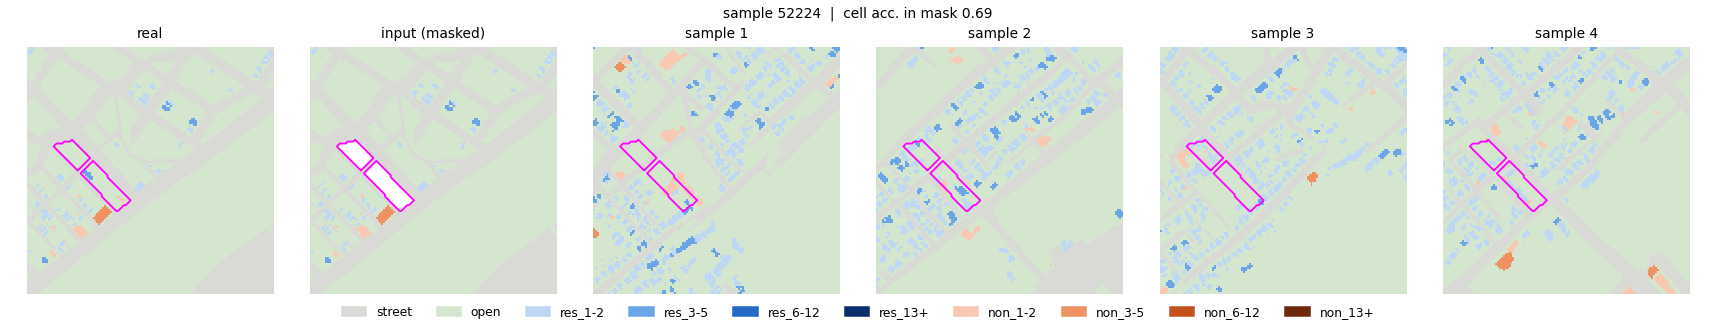 sample 52224  |  cell acc. in mask 0.69
real
input (masked)
sample 1
sample 2
sample 3
sample 4
street
open
res_1-2
res_3-5
res_6-12
res_13+
non_1-2
non_3-5
non_6-12
non_13+